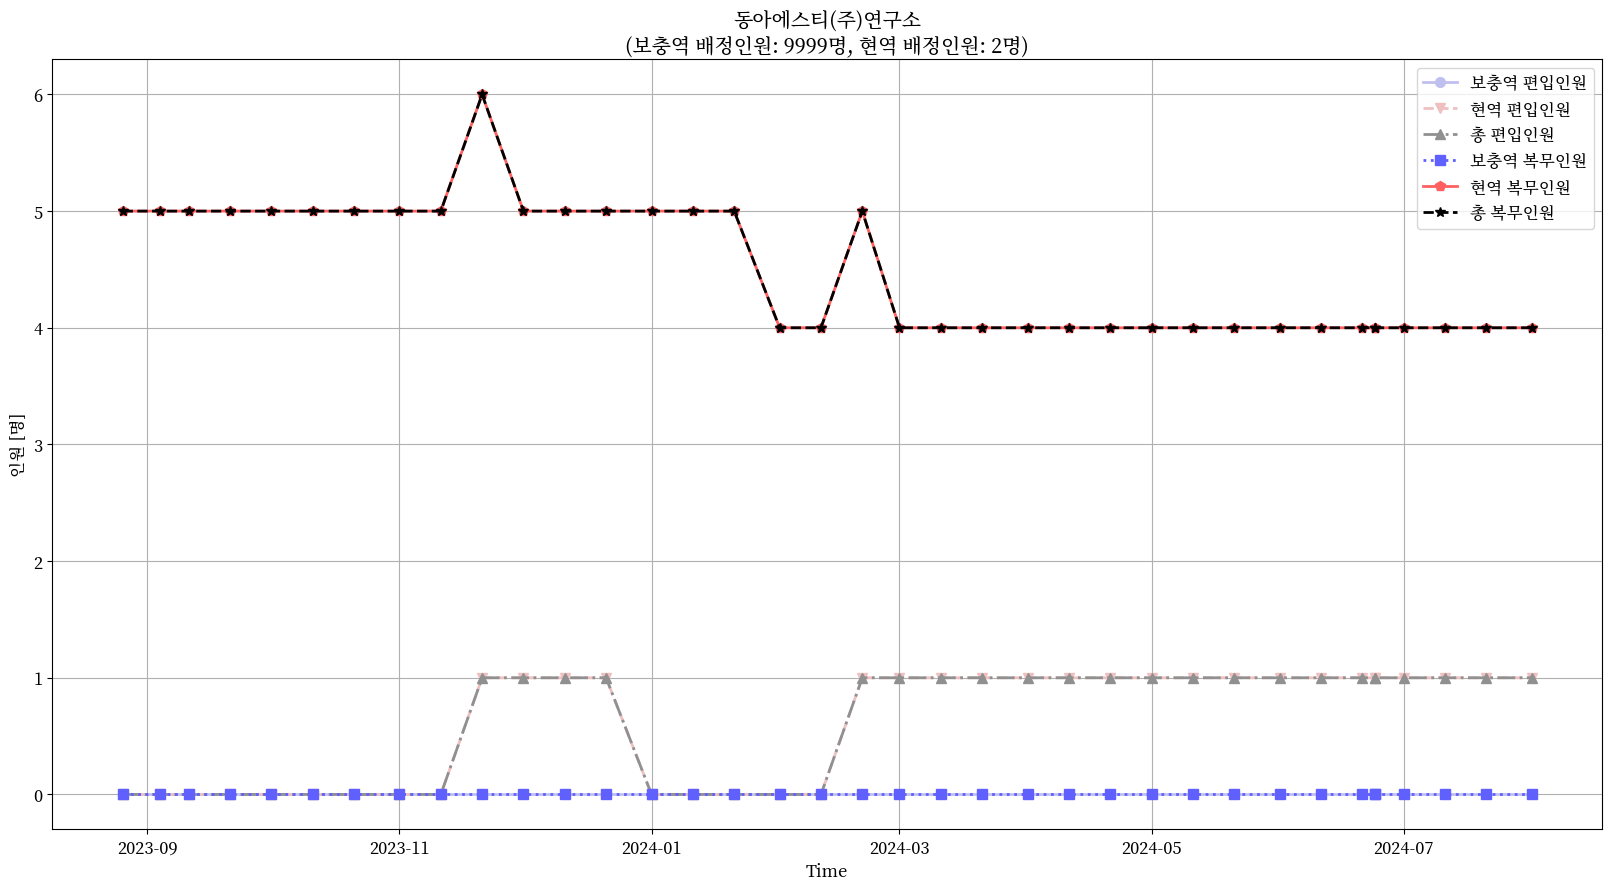 동아에스티(주)연구소
(보충역 배정인원: 9999명, 현역 배정인원: 2명)
보충역 편입인원
현역 편입인원
총 편입인원
보충역 복무인원
현역 복무인원
총 복무인원
6
5
4
3
2
1
0
인원 [명]
2023-09
2023-11
2024-01
2024-03
2024-05
2024-07
Time